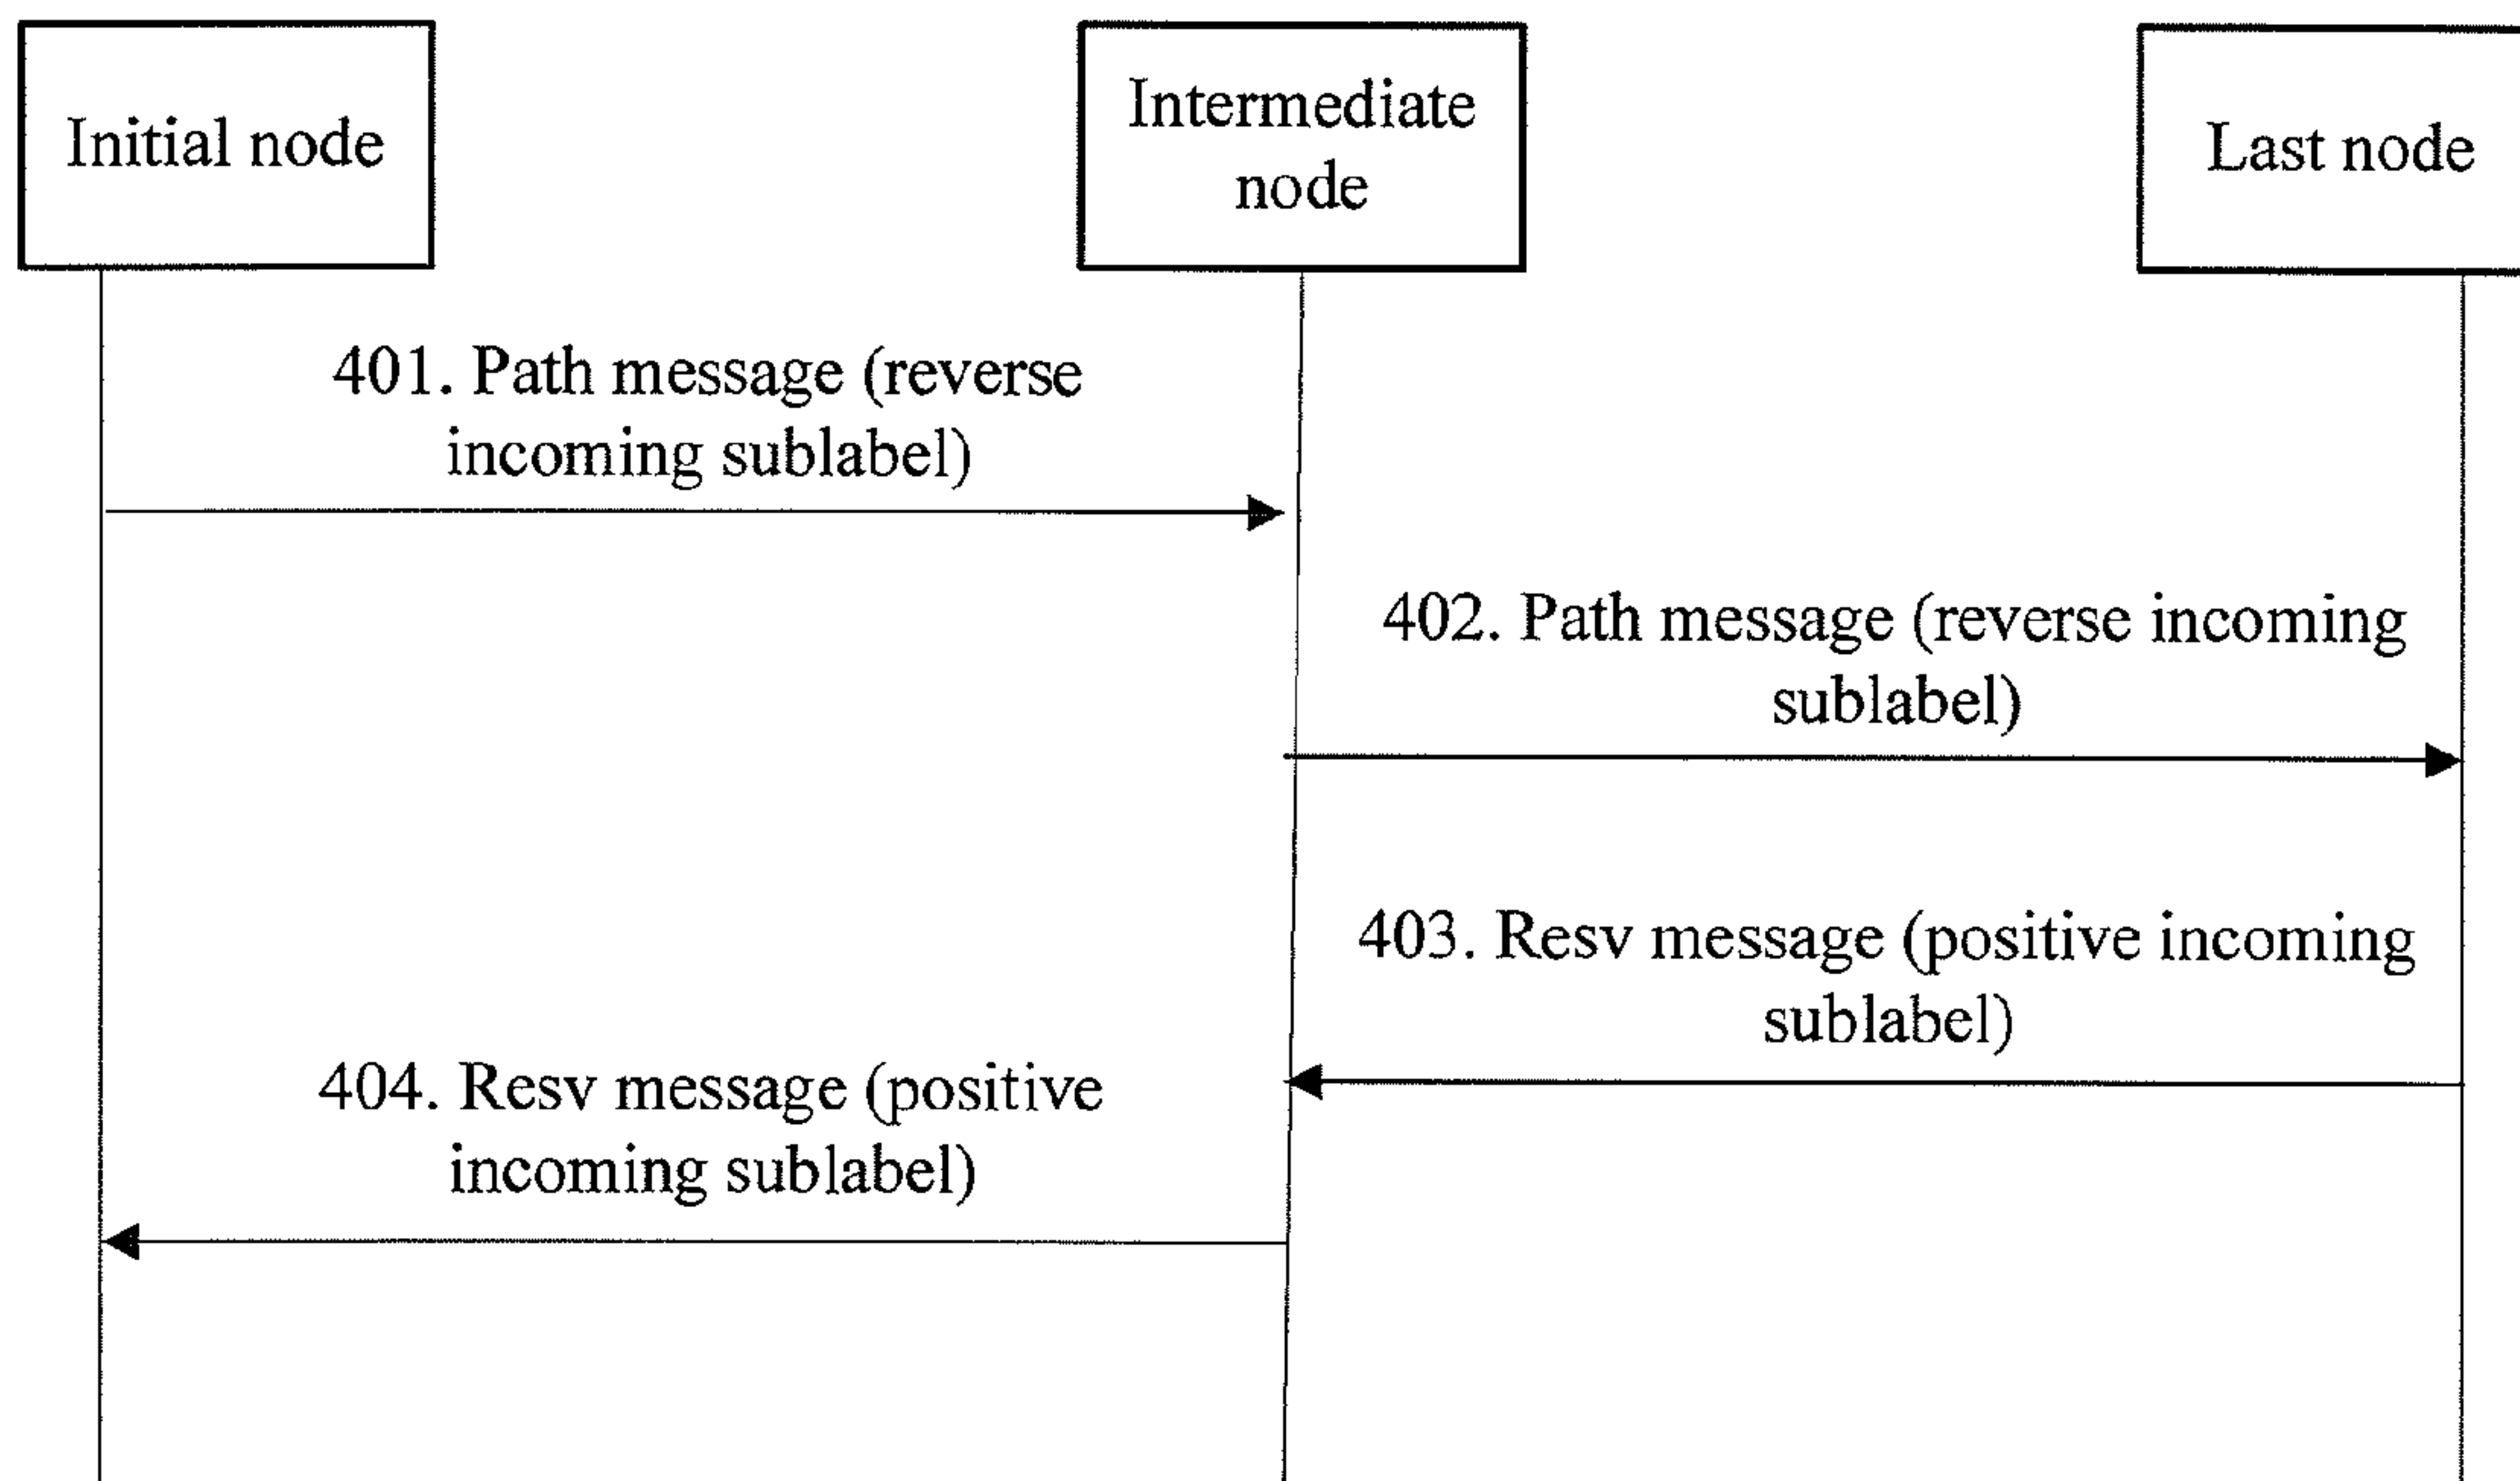 Initial node
Intermediate
node
Last node
401. Path message (reverse
incoming sublabel)
402. Path message (reverse incoming
sublabel)
403. Resv message (positive incoming
sublabel)
404. Resv message (positive
incoming sublabel)